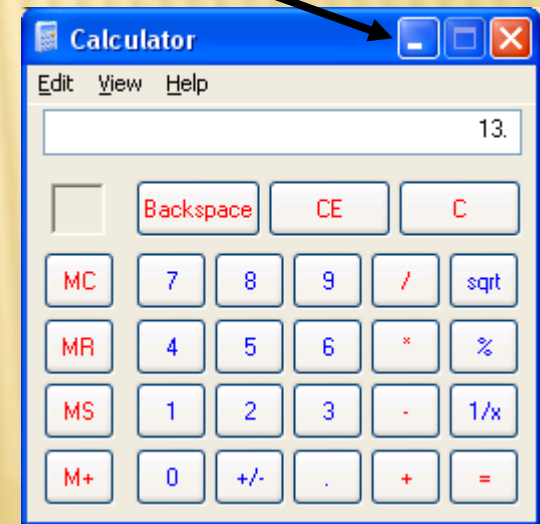 Calculator
Edit View Help
13.
Backspace CE C
MC 7 8 9 / sqrt
MR 4 5 6 * %
MS 1 2 3 - 1/x
M+ 0 +/- . + =